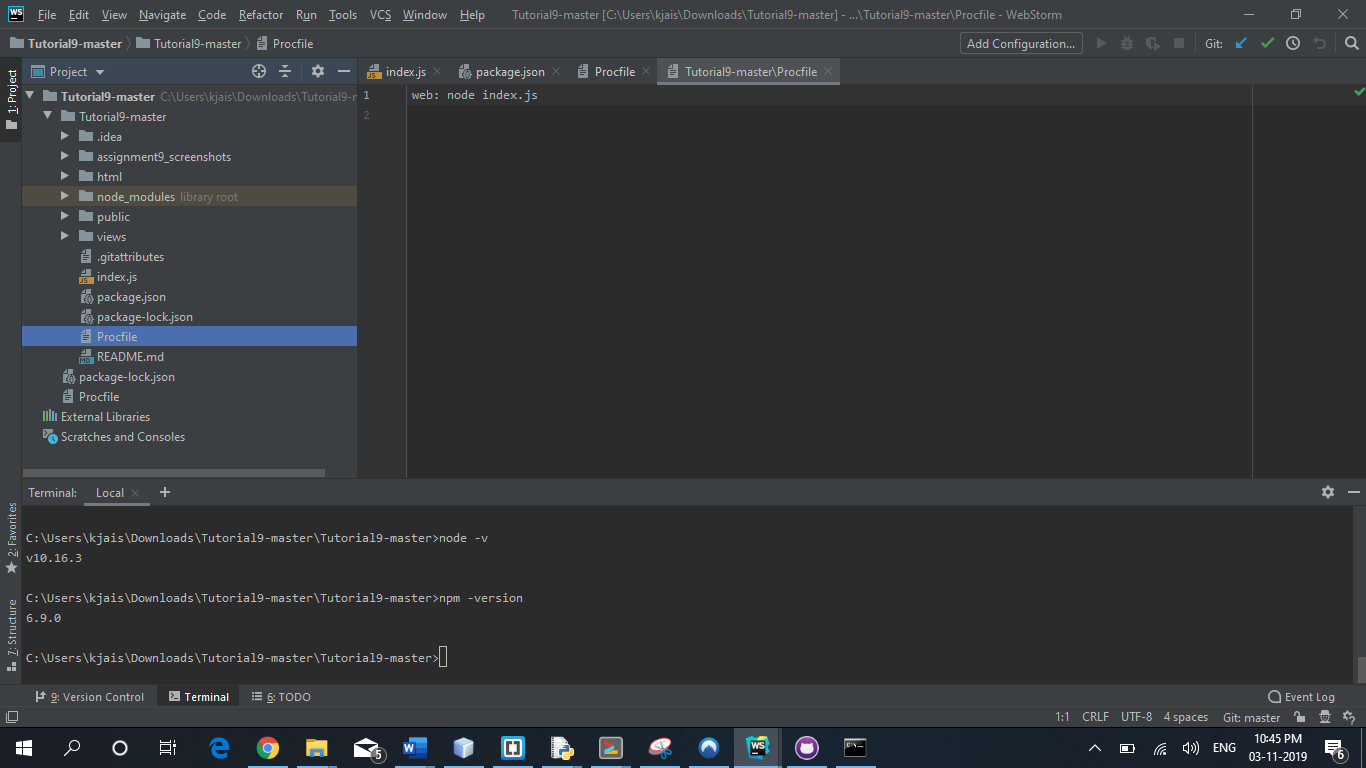 WS File Edit View Navigate Code Refactor Run Tools VCS Window Help Tutorial9-master [C:\Users\kjais\Downloads\Tutorial9-master] - ...\Tutorial9-master\Procfile - WebStorm
Tutorial9-master Tutorial9-master Procfile Add Configuration... Git:
Project index.js package.json Procfile Tutorial9-master\Procfile
1: Project
Tutorial9-master C:\Users\kjais\Downloads\Tutorial9-r
Tutorial9-master
.idea
assignment9_screenshots
html
node_modules library root
public
views
.gitattributes
index.js
package.json
package-lock.json
Procfile
README.md
package-lock.json
Procfile
External Libraries
Scratches and Consoles
1 web: node index.js
2
Terminal: Local +
2: Favorites
7: Structure
C:\Users\kjais\Downloads\Tutorial9-master\Tutorial9-master>node -v
v10.16.3
C:\Users\kjais\Downloads\Tutorial9-master\Tutorial9-master>npm -version
6.9.0
C:\Users\kjais\Downloads\Tutorial9-master\Tutorial9-master>
9: Version Control Terminal 6: TODO Event Log
1:1 CRLF UTF-8 4 spaces Git: master
5 WS ENG 10:45 PM 6
03-11-2019